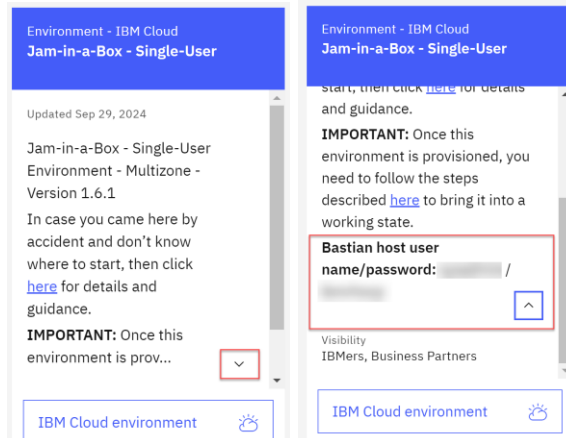 Environment - IBM Cloud
Jam-in-a-Box - Single-User
Updated Sep 29, 2024
Jam-in-a-Box - Single-User
Environment - Multizone -
Version 1.6.1
In case you came here by
accident and don't know
where to start, then click
here for details and
guidance.
IMPORTANT: Once this
environment is prov...
IBM Cloud environment
Environment - IBM Cloud
Jam-in-a-Box - Single-User
start, then click here for details
and guidance.
IMPORTANT: Once this
environment is provisioned, you
need to follow the steps
described here to bring it into a
working state.
Bastian host user
name/password: /
Visibility
IBMers, Business Partners
IBM Cloud environment